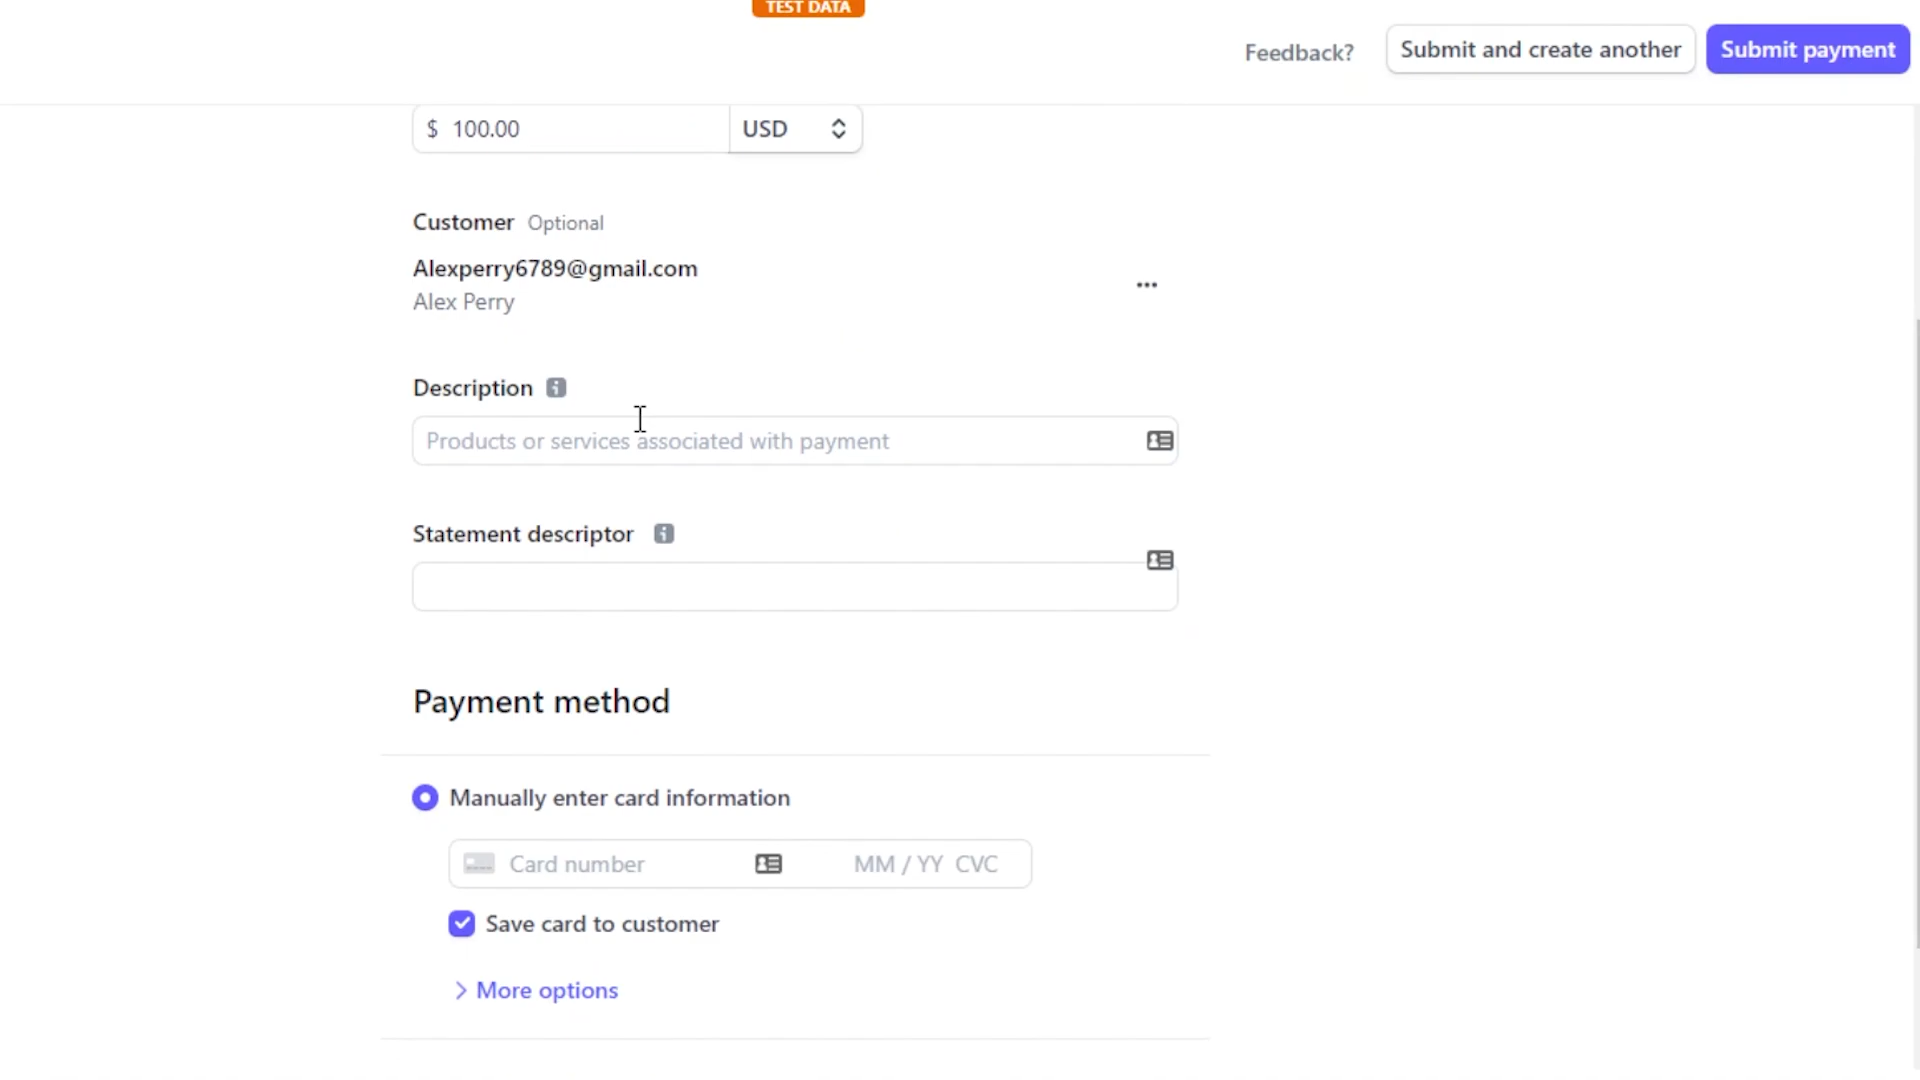 TEST DATA
Feedback?
Submit and create another
Submit payment
$ 100.00 USD
Customer Optional
Alexperry6789@gmail.com
Alex Perry
Description
Products or services associated with payment
Statement descriptor
Payment method
Manually enter card information
Card number MM / YY CVC
Save card to customer
More options